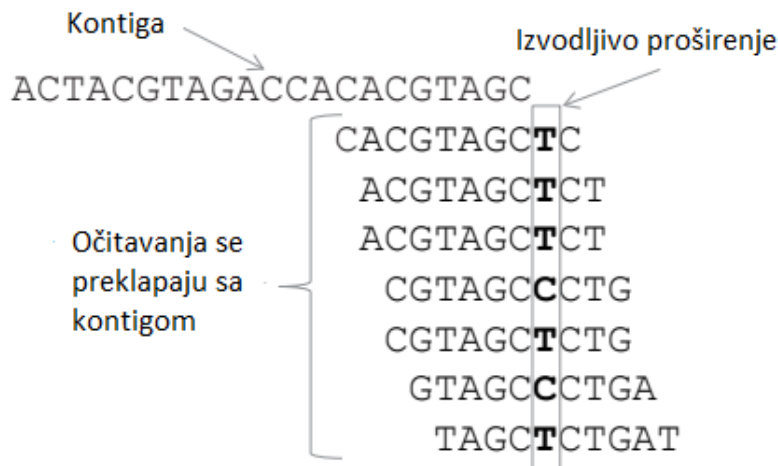 Kontiga
Izvodljivo proširenje
ACTACGTAGACCACACGTAGC
CACGTAGCTC
ACGTAGCTCT
ACGTAGCTCT
Očitavanja se
preklapaju sa
kontigom
CGTAGCCCTG
CGTAGCTCTG
GTAGCCCTGA
TAGCTCTGAT